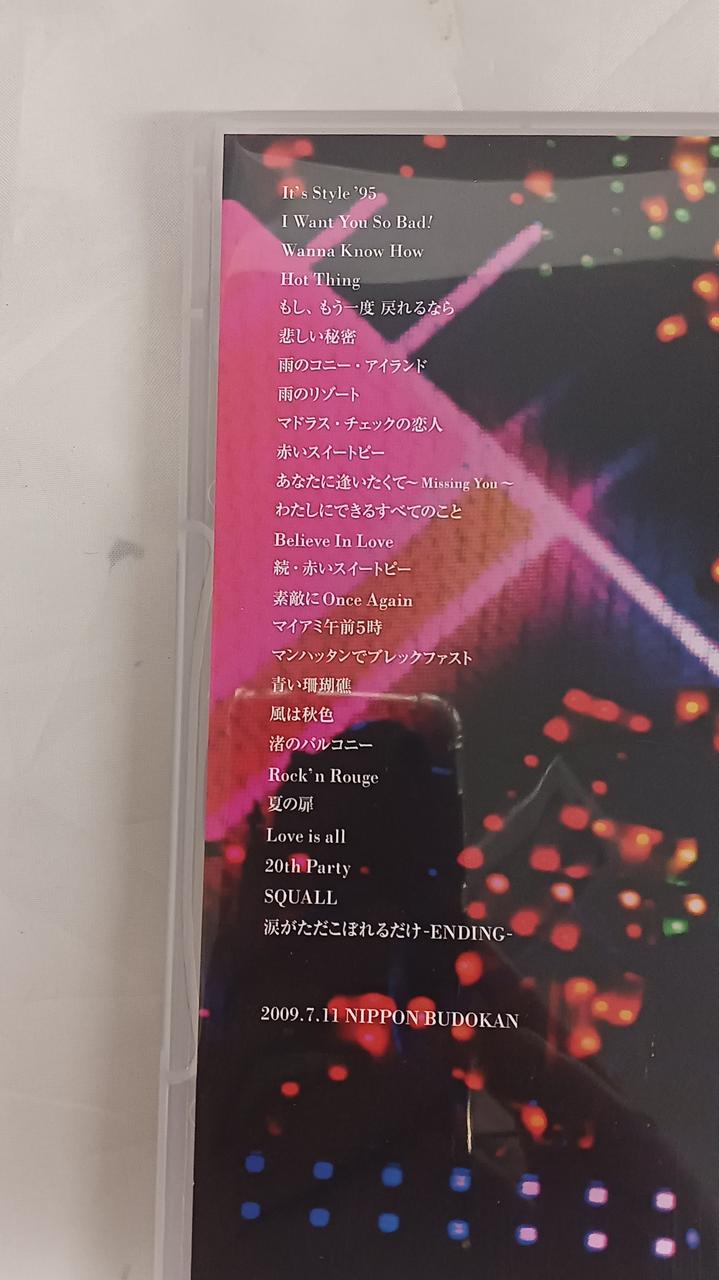 It's Style '95
I Want You So Bad!
Wanna Know How
Hot Thing
もし、もう一度 戻れるなら
悲しい秘密
雨のコニー・アイランド
雨のリゾート
マドラス・チェックの恋人
赤いスイートピー
あなたに逢いたくて〜Missing You〜
わたしにできるすべてのこと
Believe In Love
続・赤いスイートピー
素敵にOnce Again
マイアミ午前5時
マンハッタンでブレックファスト
青い珊瑚礁
風は秋色
渚のバルコニー
Rock'n Rouge
夏の扉
Love is all
20th Party
SQUALL
涙がただこぼれるだけ-ENDING-
2009.7.11 NIPPON BUDOKAN